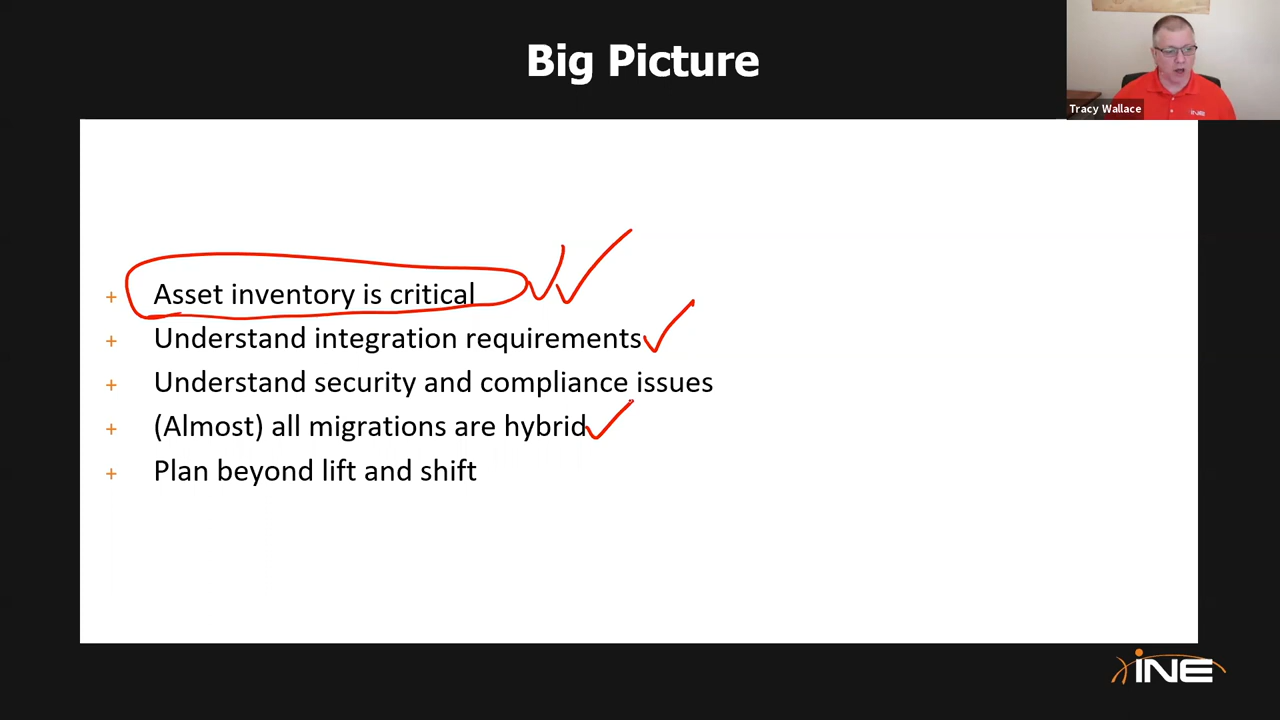 Big Picture
Tracy Wallace
INE
+ Asset inventory is critical
+ Understand integration requirements
+ Understand security and compliance issues
+ (Almost) all migrations are hybrid
+ Plan beyond lift and shift
INE